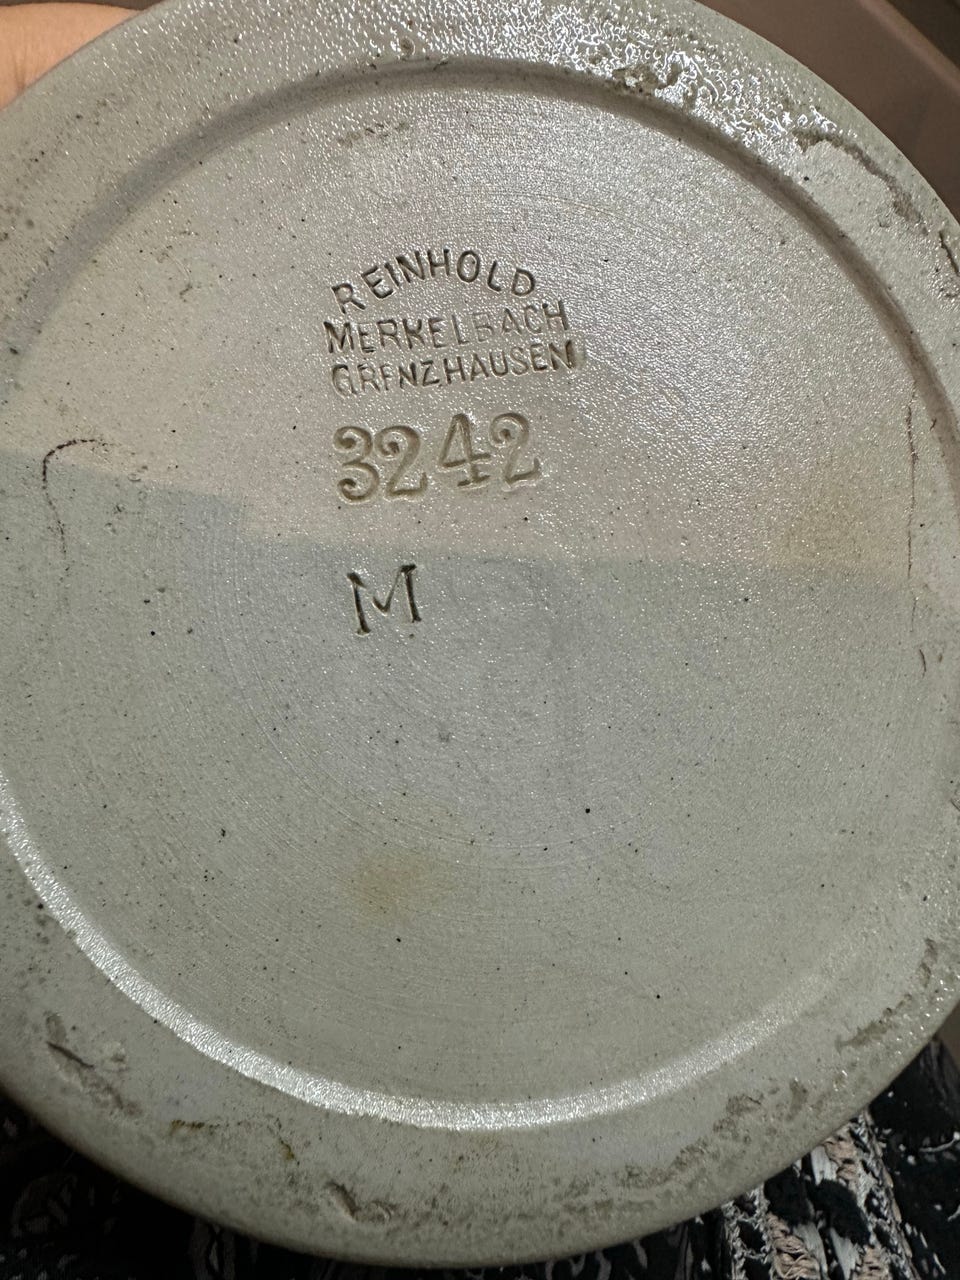 REINHOLD
MERKELBACH
GRENZHAUSEN
3242
M